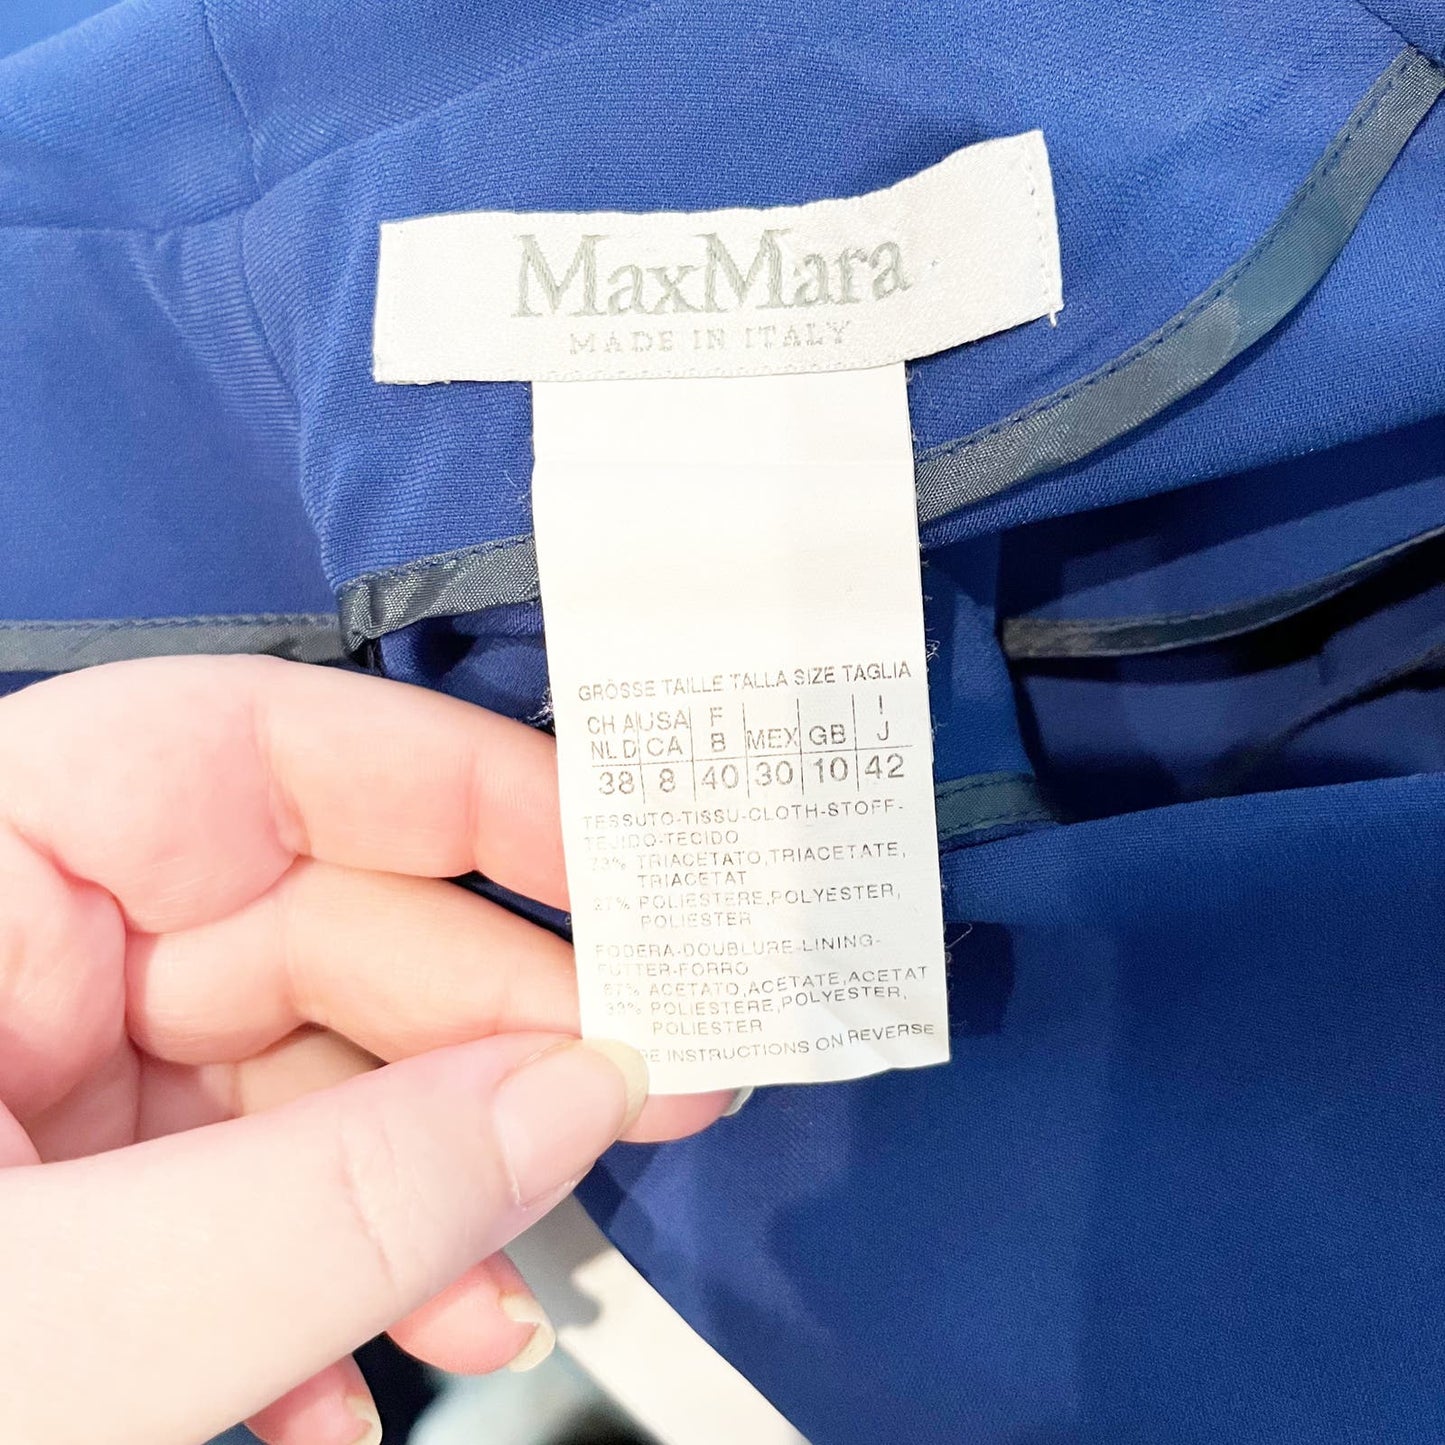 MaxMara
MADE IN ITALY
GRÖSSE TAILLE TALLA SIZE TAGLIA
CH A USA F I
NL D CA B MEX GB J
38 8 40 30 10 42
TESSUTO-TISSU-CLOTH-STOFF-
TEJIDO-TECIDO
73% TRIACETATO,TRIACETATE,
TRIACETAT
27% POLIESTERE,POLYESTER,
POLIESTER
FODERA-DOUBLURE-LINING-
FUTTER-FORRO
67% ACETATO,ACETATE,ACETAT
33% POLIESTERE,POLYESTER,
POLIESTER
INSTRUCTIONS ON REVERSE